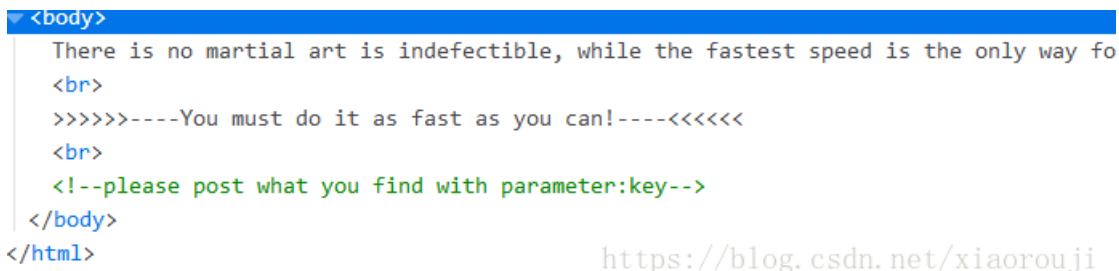 <body>
There is no martial art is indefectible, while the fastest speed is the only way fo
<br>
>>>>>>----You must do it as fast as you can!----<<<<<<
<br>
<!--please post what you find with parameter:key-->
</body>
</html>
https://blog.csdn.net/xiaorouji